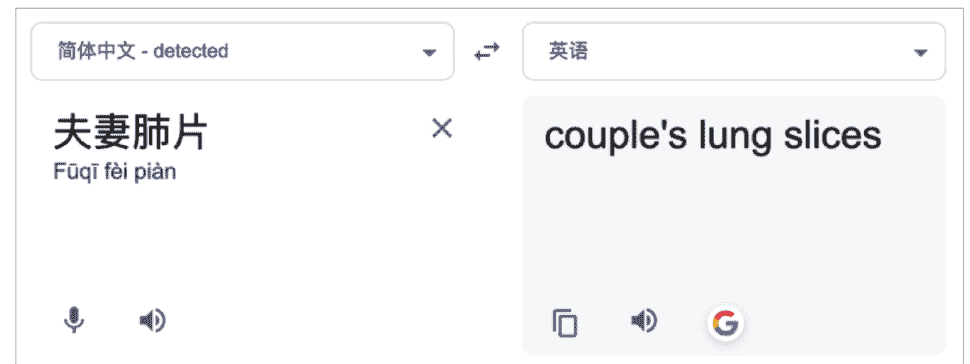 简体中文 - detected
英语
夫妻肺片
Fūqī fèi piàn
couple's lung slices